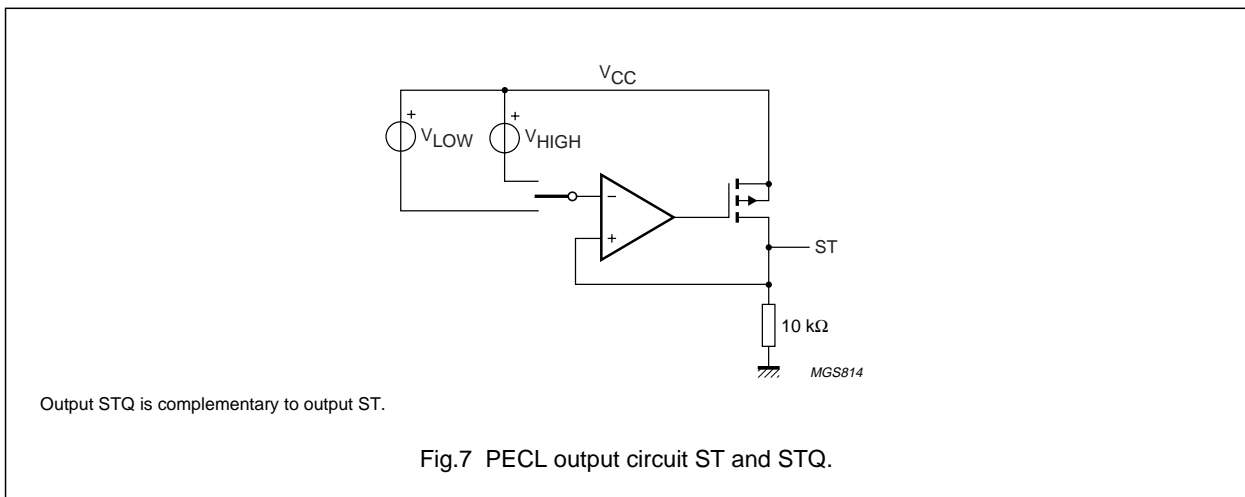 VCC
+
VLOW
+
VHIGH
−
+
ST
10 kΩ
MGS814
Output STQ is complementary to output ST.
Fig.7 PECL output circuit ST and STQ.